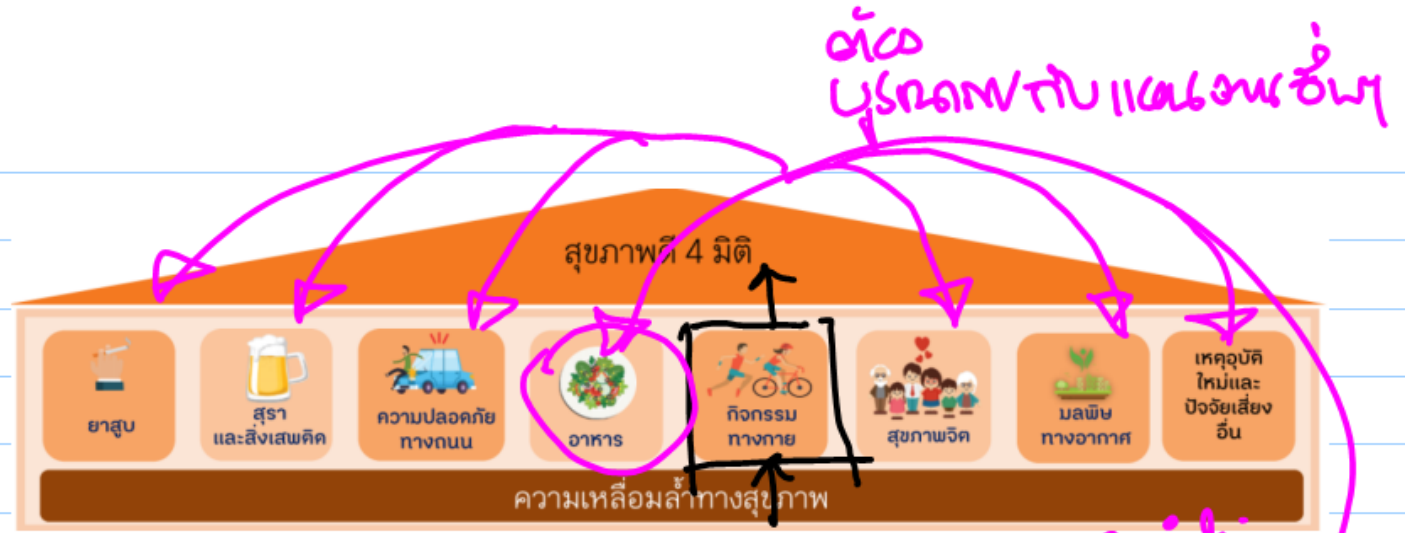 ต้อง
บูรณาการกับแผนงานอื่นๆ
สุขภาพดี 4 มิติ
ยาสูบ
สุรา
และสิ่งเสพติด
ความปลอดภัย
ทางถนน
อาหาร
กิจกรรม
ทางกาย
สุขภาพจิต
มลพิษ
ทางอากาศ
เหตุอุบัติ
ใหม่และ
ปัจจัยเสี่ยง
อื่น
ความเหลื่อมล้ำทางสุขภาพ